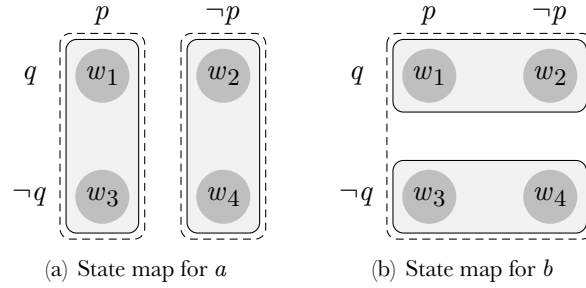 p ¬p p ¬p
q w1 w2 q w1 w2
¬q w3 w4 ¬q w3 w4
(a) State map for a (b) State map for b